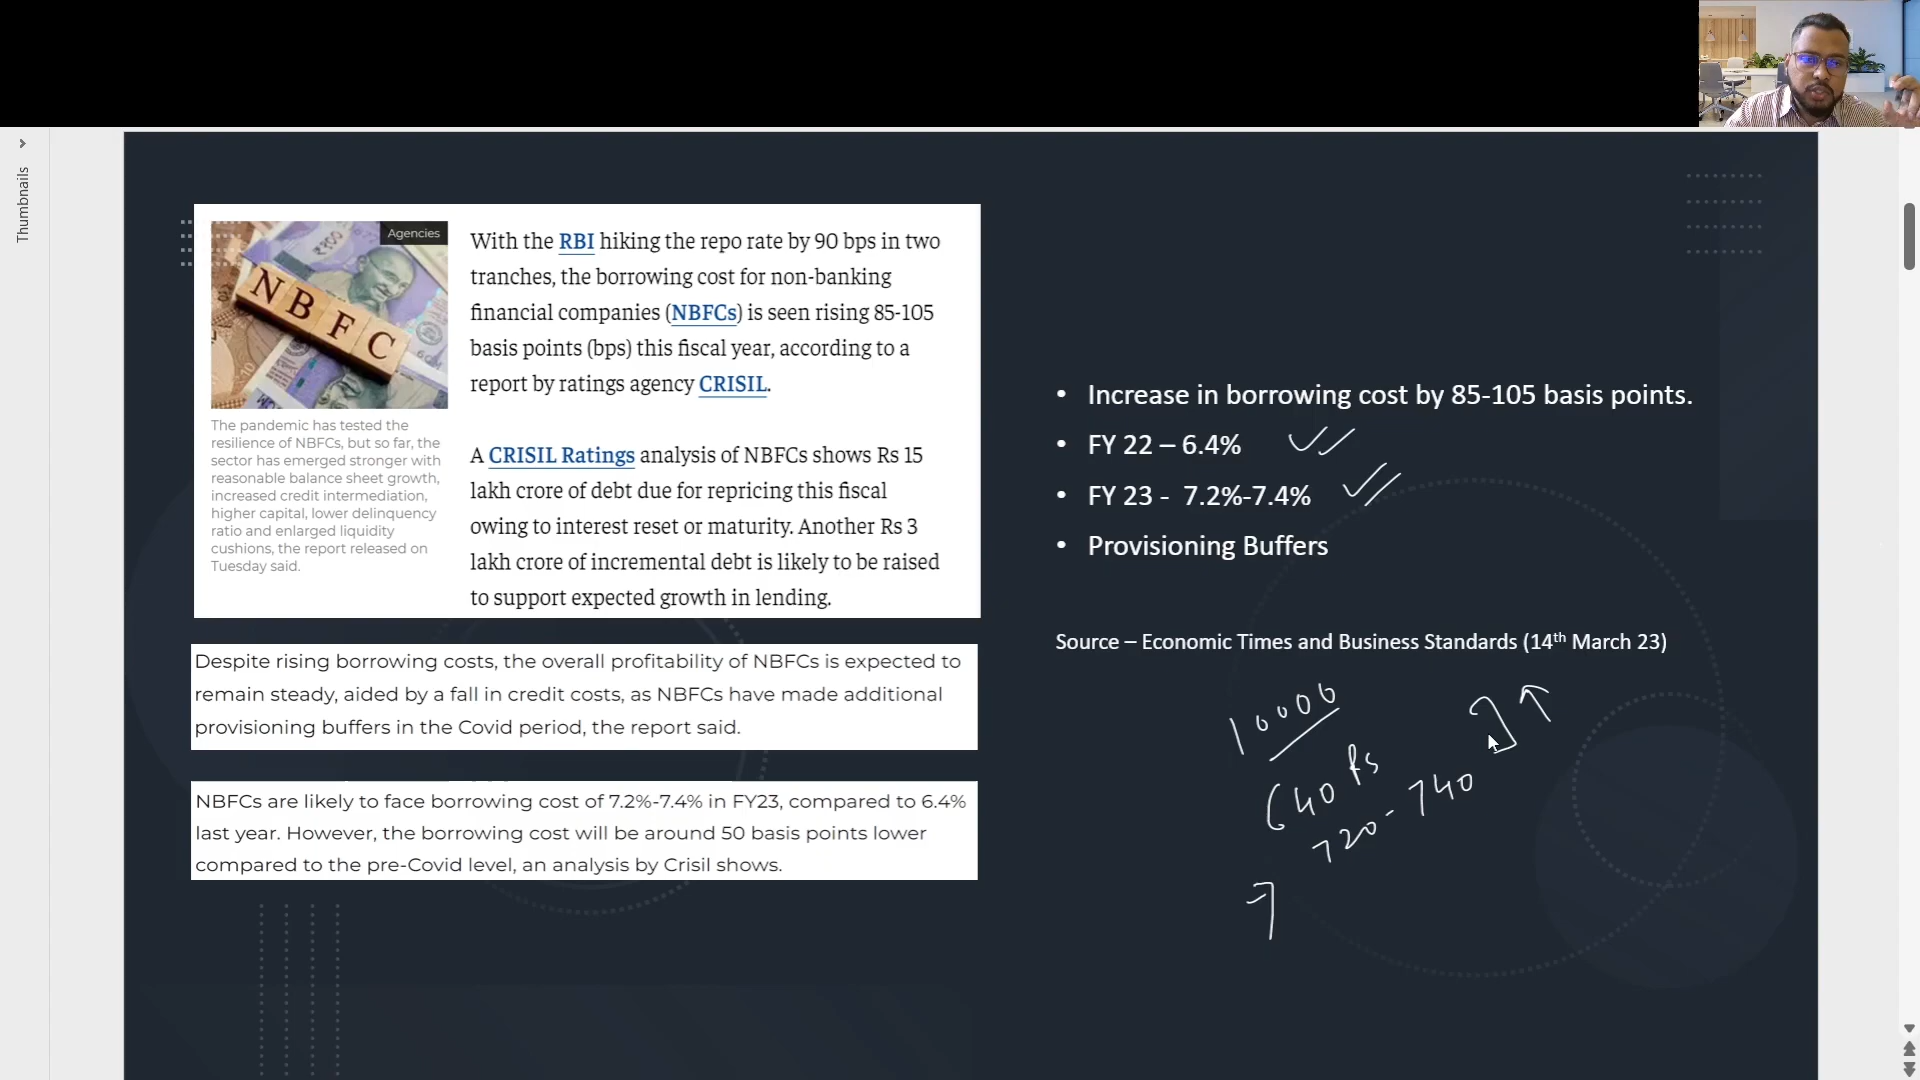 Thumbnails
Agencies
₹100
NBFC
The pandemic has tested the
resilience of NBFCs, but so far, the
sector has emerged stronger with
reasonable balance sheet growth,
increased credit intermediation,
higher capital, lower delinquency
ratio and enlarged liquidity
cushions, the report released on
Tuesday said.
With the RBI hiking the repo rate by 90 bps in two
tranches, the borrowing cost for non-banking
financial companies (NBFCs) is seen rising 85-105
basis points (bps) this fiscal year, according to a
report by ratings agency CRISIL.
A CRISIL Ratings analysis of NBFCs shows Rs 15
lakh crore of debt due for repricing this fiscal
owing to interest reset or maturity. Another Rs 3
lakh crore of incremental debt is likely to be raised
to support expected growth in lending.
Despite rising borrowing costs, the overall profitability of NBFCs is expected to
remain steady, aided by a fall in credit costs, as NBFCs have made additional
provisioning buffers in the Covid period, the report said.
NBFCs are likely to face borrowing cost of 7.2%-7.4% in FY23, compared to 6.4%
last year. However, the borrowing cost will be around 50 basis points lower
compared to the pre-Covid level, an analysis by Crisil shows.
• Increase in borrowing cost by 85-105 basis points.
• FY 22 – 6.4%
• FY 23 - 7.2%-7.4%
• Provisioning Buffers
Source – Economic Times and Business Standards (14th March 23)
10000
640 Rs
720 - 740
7